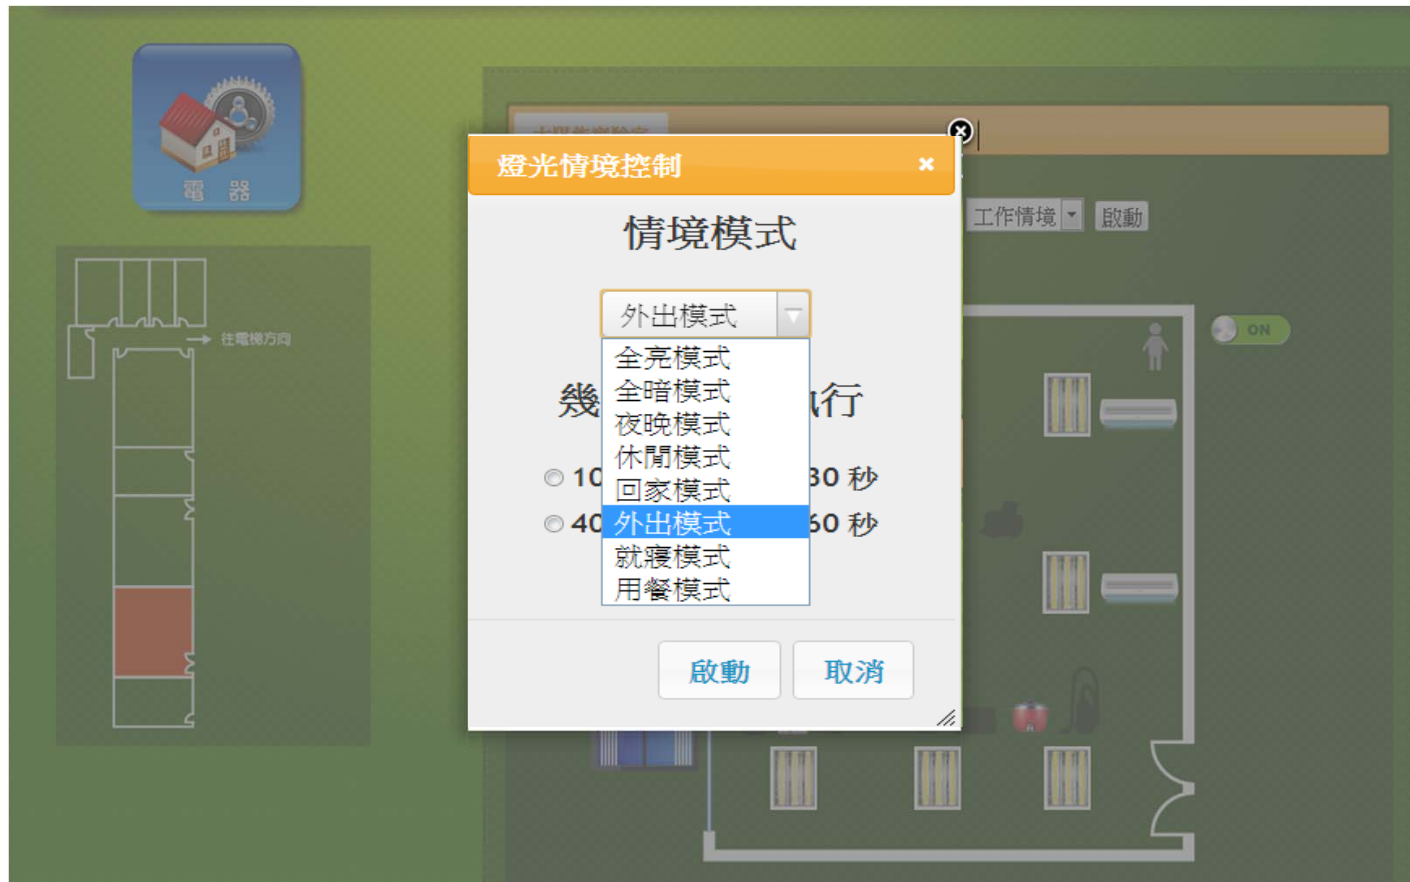 電 器
往電梯方向
燈光情境控制
工作情境
啟動
情境模式
外出模式
全亮模式
全暗模式
夜晚模式
休閒模式
回家模式
外出模式
就寢模式
用餐模式
幾
執行
10
30 秒
40
60 秒
ON
啟動
取消